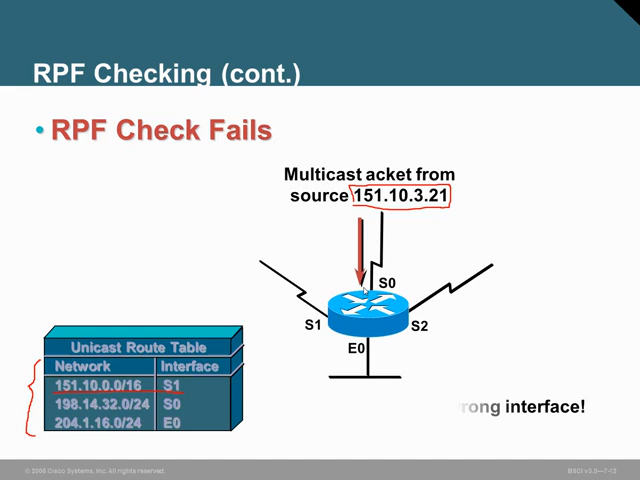 RPF Checking (cont.)
• RPF Check Fails
Multicast acket from
source 151.10.3.21
S0
S1
S2
E0
Unicast Route Table
Network Interface
151.10.0.0/16 S1
198.14.32.0/24 S0
204.1.16.0/24 E0
rong interface!
© 2006 Cisco Systems, Inc. All rights reserved.
BSCI v3.0—7-12